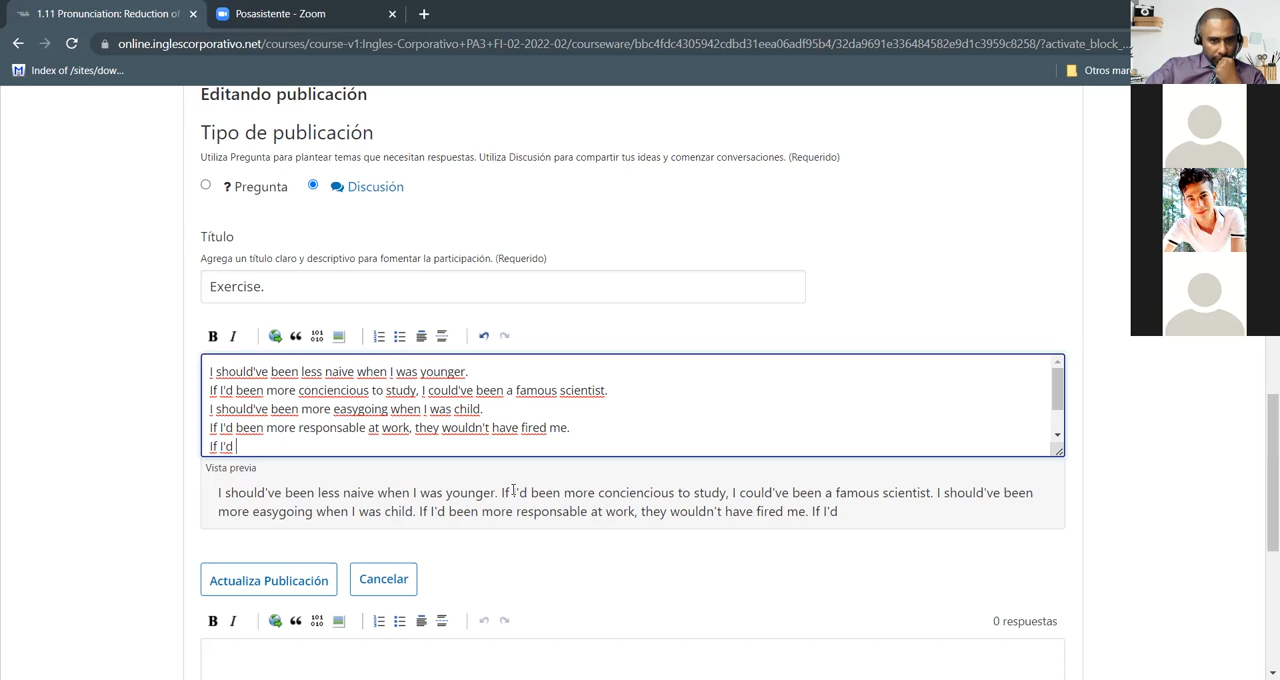 1.11 Pronunciation: Reduction of
Posasistente - Zoom
online.inglescorporativo.net/courses/course-v1:Ingles-Corporativo+PA3+FI-02-2022-02/courseware/bbc4fdc4305942cdbd31eea06adf95b4/32da9691e336484582e9d1c3959c8258/?activate_block_...
Index of /sites/dow...
Otros mar
Editando publicación
Tipo de publicación
Utiliza Pregunta para plantear temas que necesitan respuestas. Utiliza Discusión para compartir tus ideas y comenzar conversaciones. (Requerido)
? Pregunta Discusión
Título
Agrega un título claro y descriptivo para fomentar la participación. (Requerido)
Exercise.
B I
I should've been less naive when I was younger.
If I'd been more conciencious to study, I could've been a famous scientist.
I should've been more easygoing when I was child.
If I'd been more responsable at work, they wouldn't have fired me.
If I'd
Vista previa
I should've been less naive when I was younger. If I'd been more conciencious to study, I could've been a famous scientist. I should've been
more easygoing when I was child. If I'd been more responsable at work, they wouldn't have fired me. If I'd
Actualiza Publicación Cancelar
B I 0 respuestas